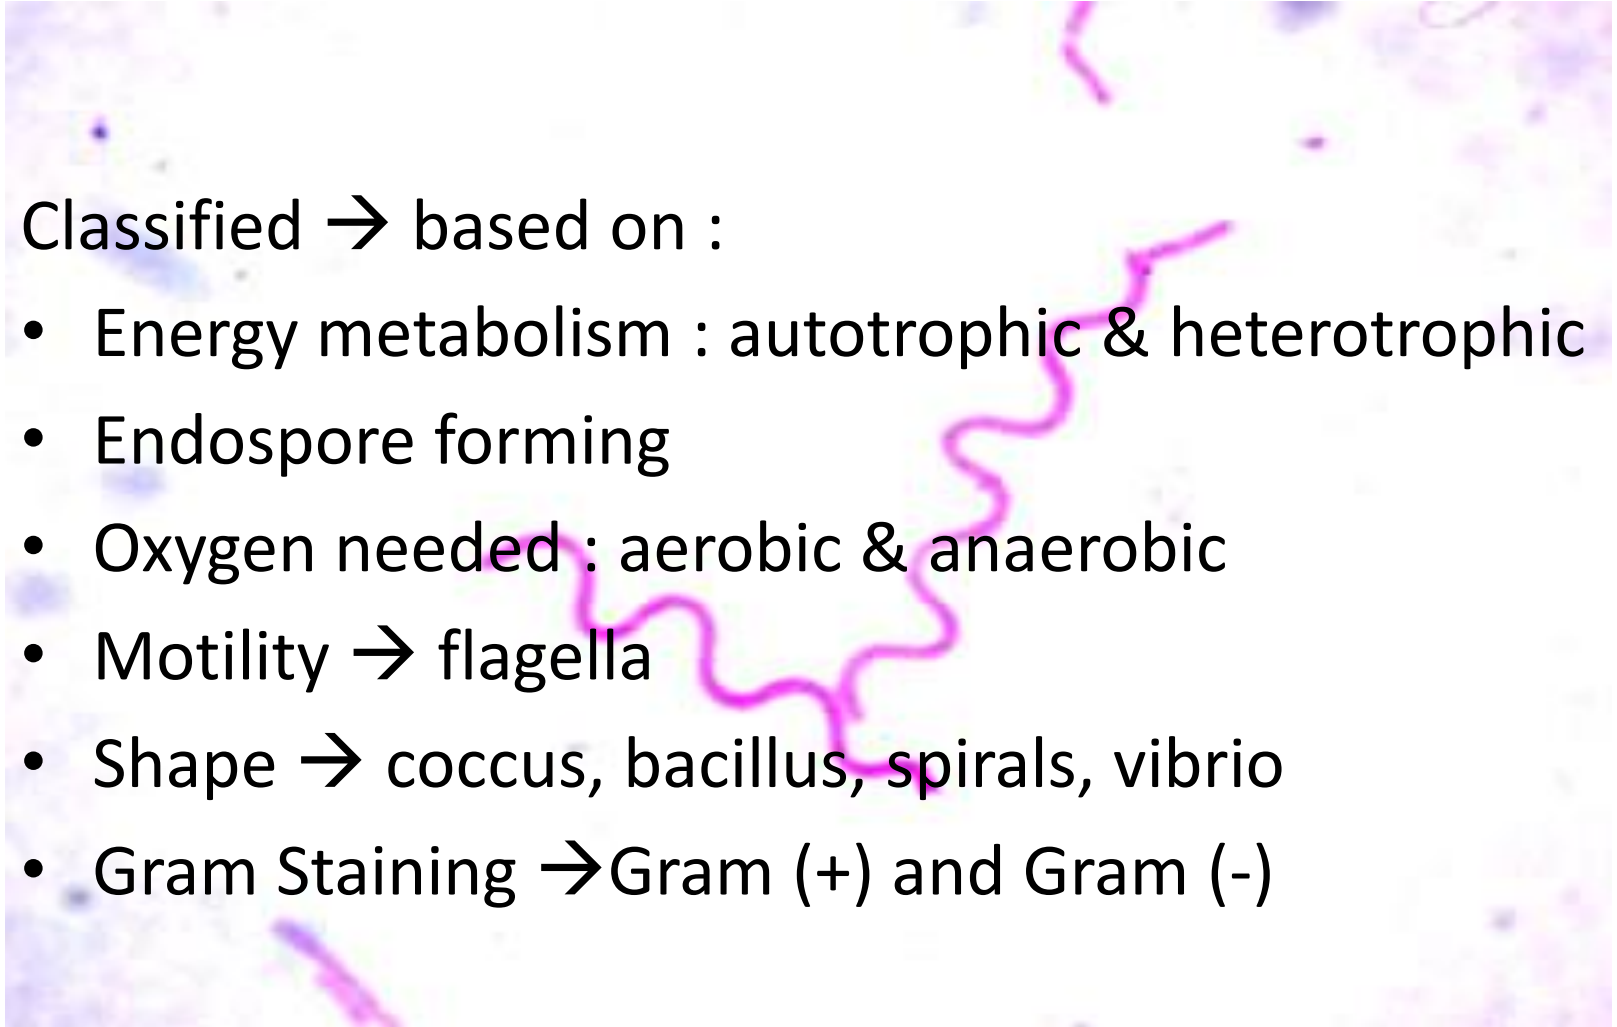 Classified → based on :
• Energy metabolism : autotrophic & heterotrophic
• Endospore forming
• Oxygen needed : aerobic & anaerobic
• Motility → flagella
• Shape → coccus, bacillus, spirals, vibrio
• Gram Staining →Gram (+) and Gram (-)